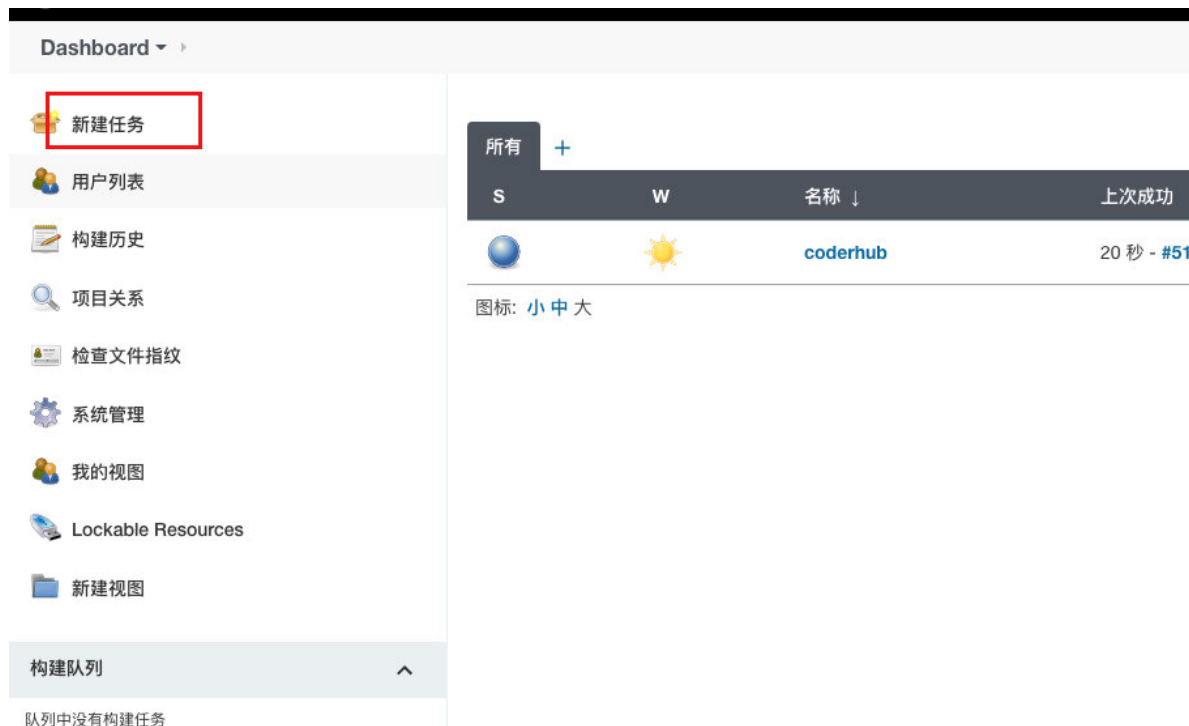 Dashboard
新建任务
用户列表
构建历史
项目关系
检查文件指纹
系统管理
我的视图
Lockable Resources
新建视图
构建队列
队列中没有构建任务
所有 +
S W 名称 ↓ 上次成功
coderhub 20 秒 - #51
图标: 小 中 大